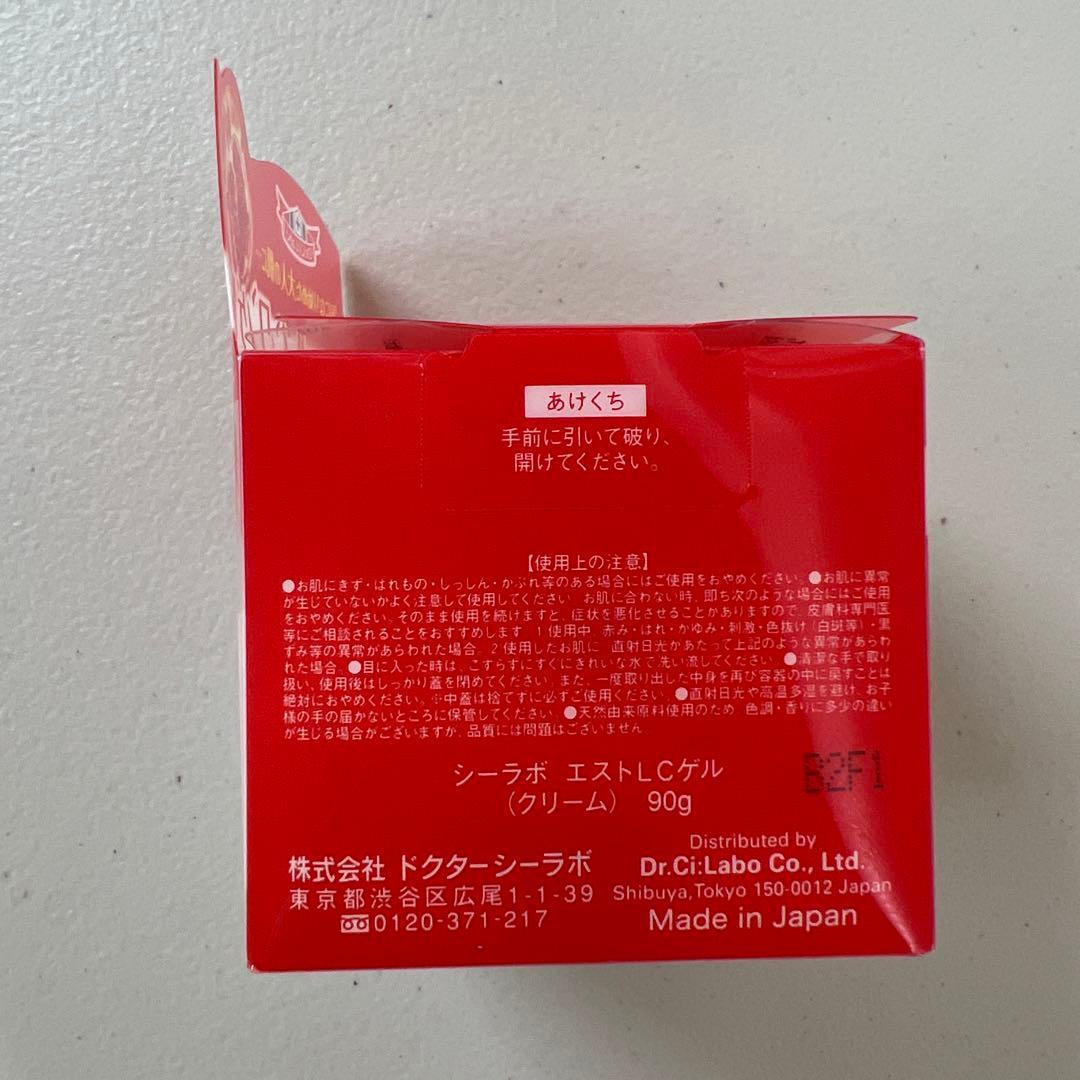 あけくち
手前に引いて破り、
開けてください。
【使用上の注意】
●お肌にきず・はれもの・しっしん・かぶれ等のある場合にはご使用をおやめください。●お肌に異常
が生じていないかよく注意して使用してください お肌に合わない時、即ち次のような場合にはご使用
をおやめください。そのまま使用を続けますと、症状を悪化させることがありますので、皮膚科専門医
等にご相談されることをおすすめします 1 使用中、赤み・はれ・かゆみ・刺激・色抜け(白斑等)・黒
ずみ等の異常があらわれた場合。2 使用したお肌に 直射日光があたって上記のような異常があらわ
れた場合。●目に入った時は、こすらずにすぐにきれいな水で洗い流してください。●清潔な手で取り
扱い、使用後はしっかり蓋を閉めてください。また、一度取り出した中身を再び容器の中に戻すことは
絶対におやめください。※中蓋は捨てずに必ずご使用ください。●直射日光や高温多湿を避け、お子
様の手の届かないところに保管してください。●天然由来原料使用のため 色調・香りに多少の違い
が生じる場合がございますが、品質には問題はございません
シーラボ エストLCゲル
(クリーム) 90g
B2F1
株式会社 ドクターシーラボ
東京都渋谷区広尾1-1-39
0120-371-217
Distributed by
Dr.Ci:Labo Co., Ltd.
Shibuya,Tokyo 150-0012 Japan
Made in Japan